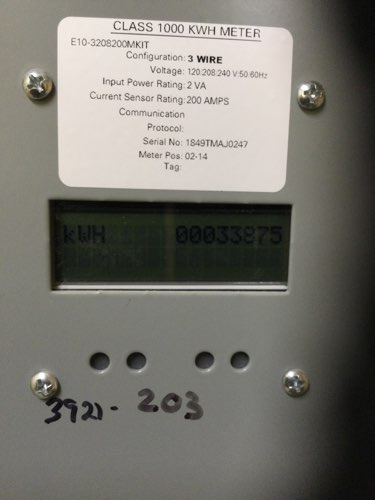 CLASS 1000 KWH METER
E10-3208200MKIT
Configuration: 3 WIRE
Voltage: 120:208:240 V:50:60Hz
Input Power Rating: 2 VA
Current Sensor Rating: 200 AMPS
Communication
Protocol:
Serial No: 1849TMAJ0247
Meter Pos: 02-14
Tag:
kWH 00033875
3921- 203